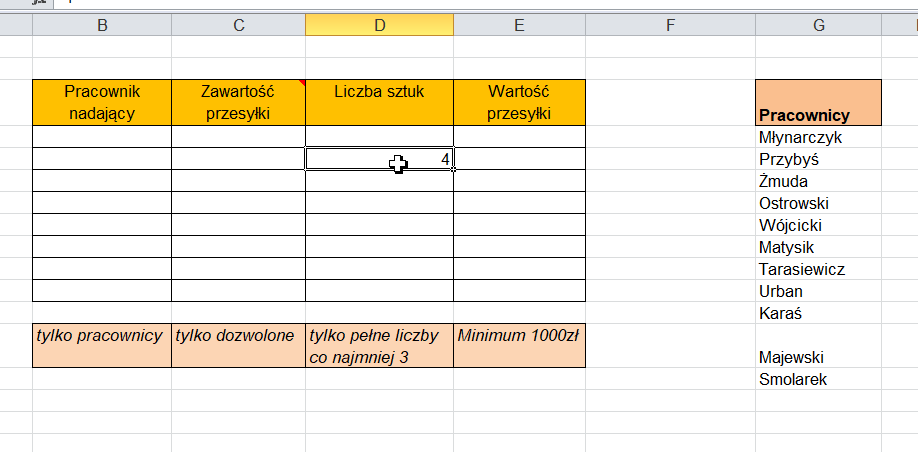 B C D E F G
Pracownik nadający
Zawartość przesyłki
Liczba sztuk
Wartość przesyłki
Pracownicy
Młynarczyk
4
Przybyś
Żmuda
Ostrowski
Wójcicki
Matysik
Tarasiewicz
Urban
Karaś
tylko pracownicy
tylko dozwolone
tylko pełne liczby
co najmniej 3
Minimum 1000zł
Majewski
Smolarek